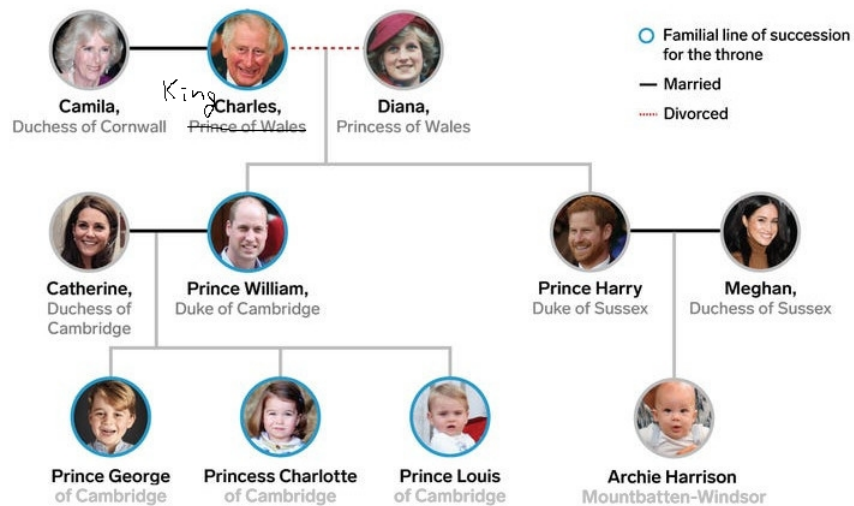 Familial line of succession
for the throne
Married
Divorced
Camila,
Duchess of Cornwall
King Charles,
Prince of Wales
Diana,
Princess of Wales
Catherine,
Duchess of
Cambridge
Prince William,
Duke of Cambridge
Prince Harry
Duke of Sussex
Meghan,
Duchess of Sussex
Prince George
of Cambridge
Princess Charlotte
of Cambridge
Prince Louis
of Cambridge
Archie Harrison
Mountbatten-Windsor